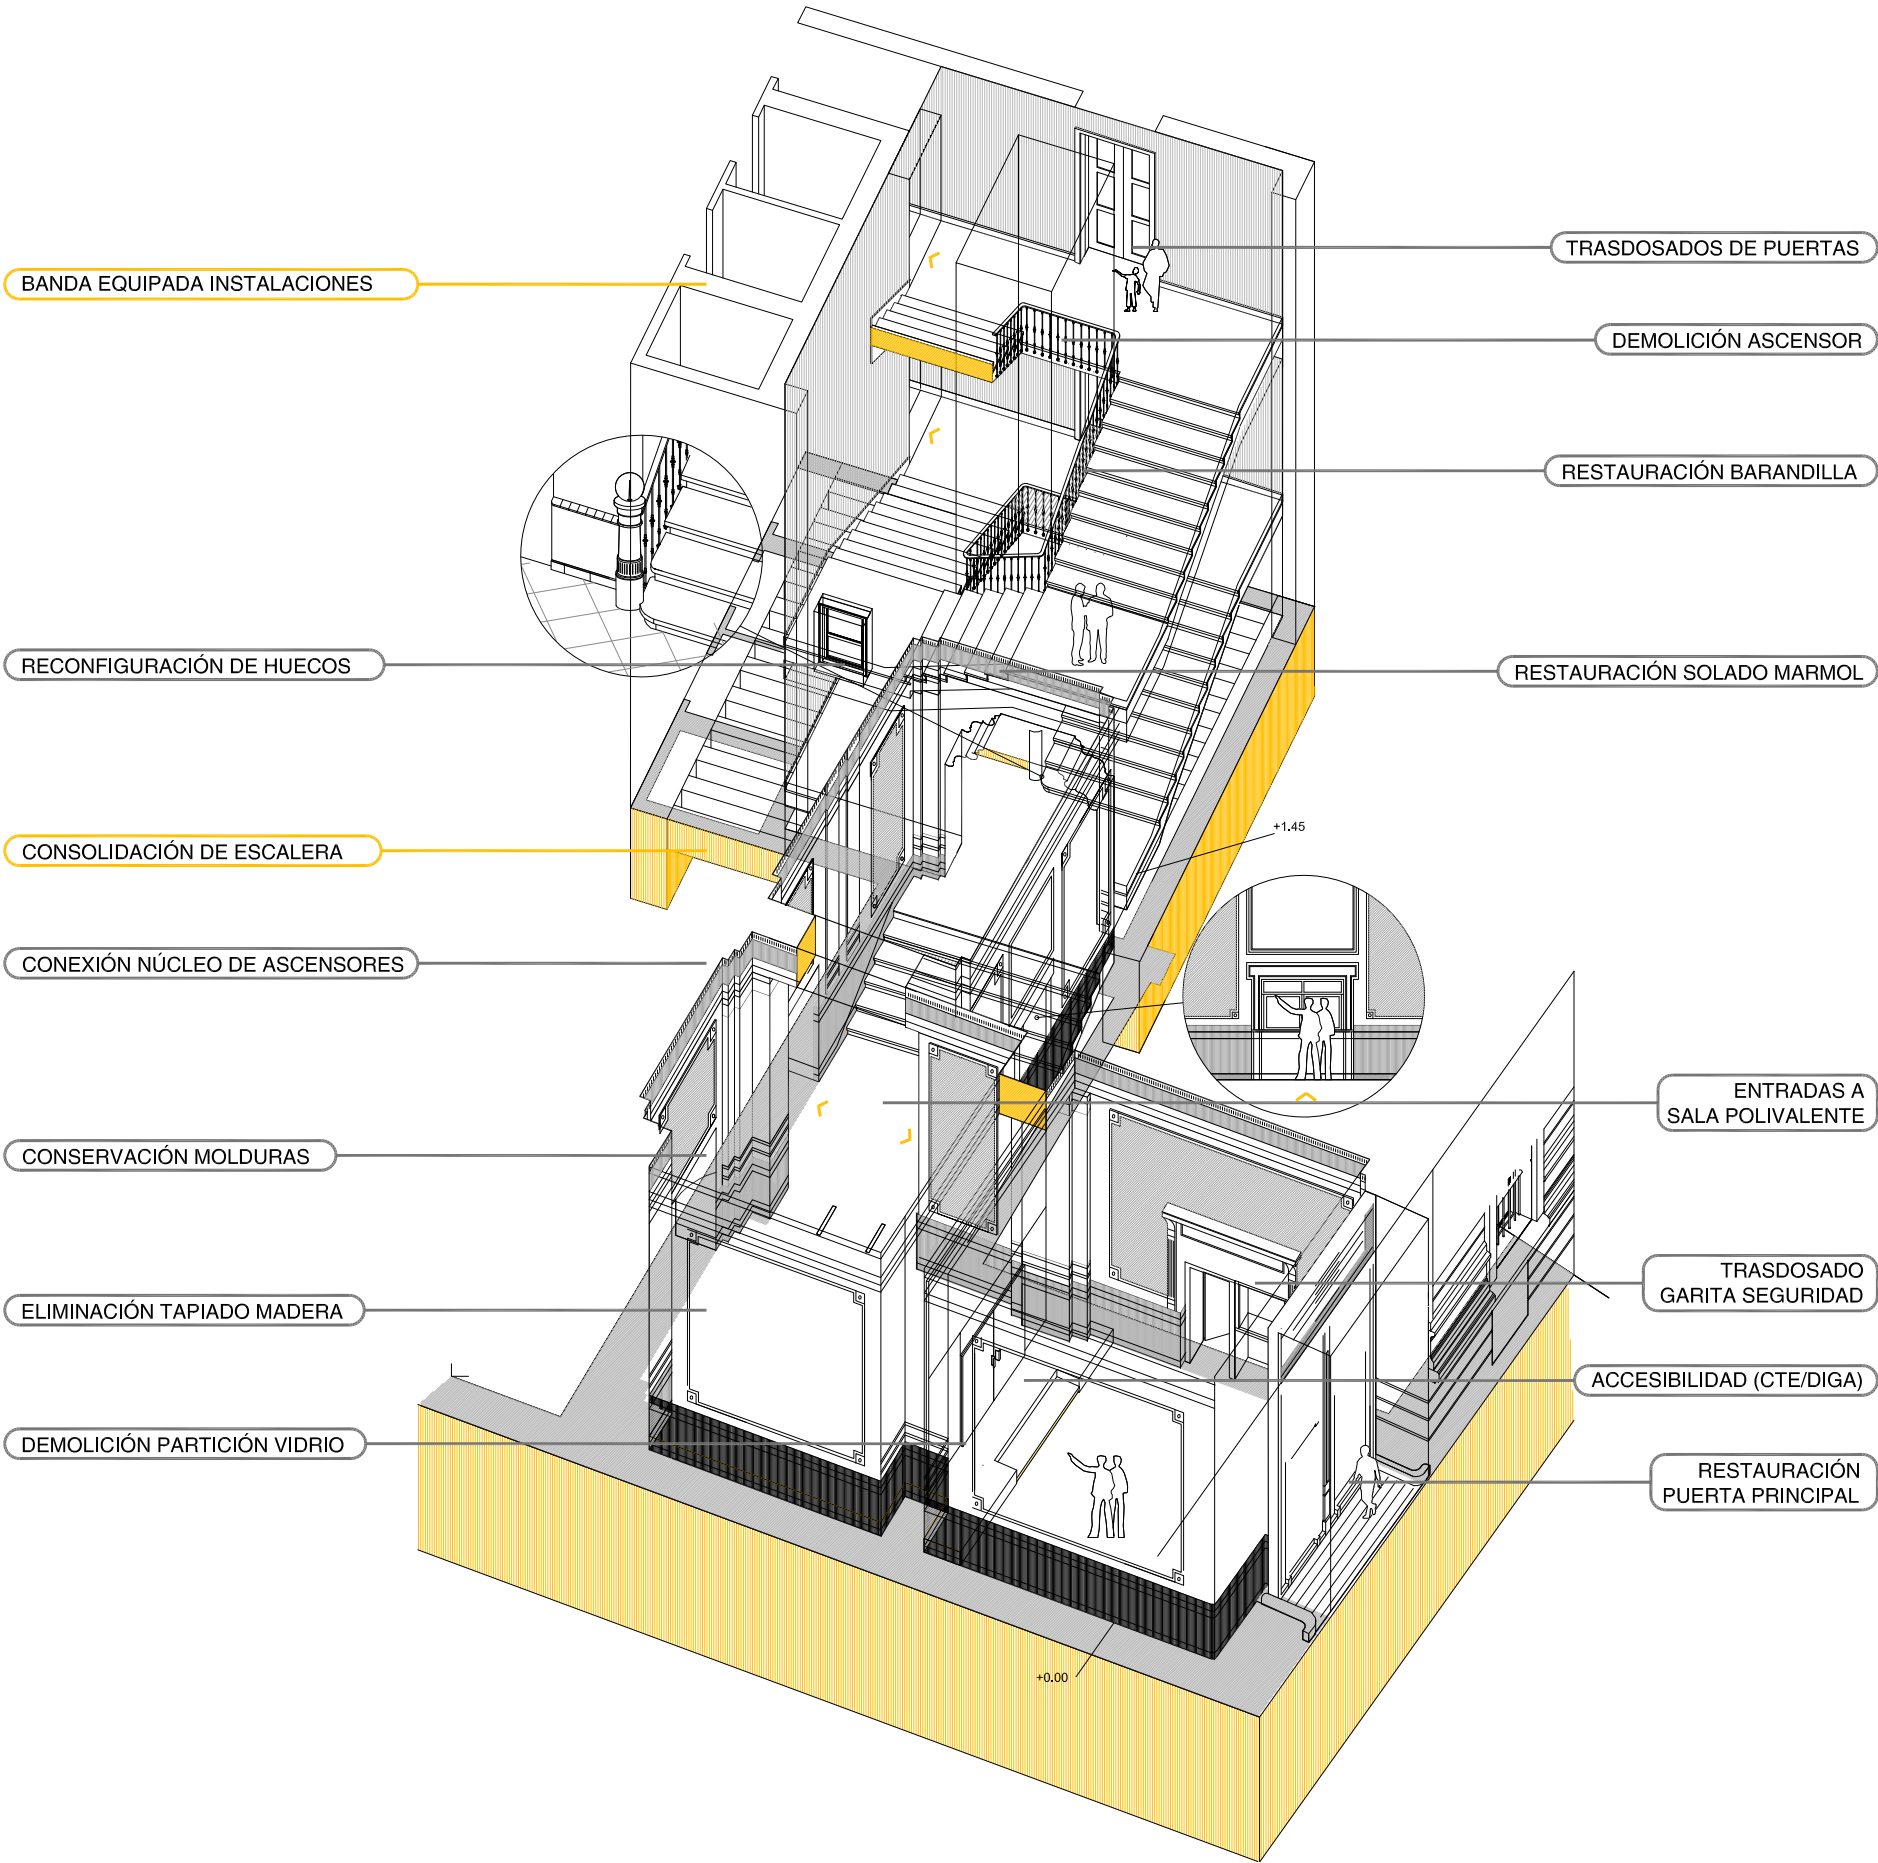 TRASDOSADOS DE PUERTAS
BANDA EQUIPADA INSTALACIONES
DEMOLICIÓN ASCENSOR
RESTAURACIÓN BARANDILLA
RECONFIGURACIÓN DE HUECOS
RESTAURACIÓN SOLADO MARMOL
+1.45
CONSOLIDACIÓN DE ESCALERA
CONEXIÓN NÚCLEO DE ASCENSORES
ENTRADAS A
SALA POLIVALENTE
CONSERVACIÓN MOLDURAS
TRASDOSADO
GARITA SEGURIDAD
ELIMINACIÓN TAPIADO MADERA
ACCESIBILIDAD (CTE/DIGA)
DEMOLICIÓN PARTICIÓN VIDRIO
RESTAURACIÓN
PUERTA PRINCIPAL
+0.00